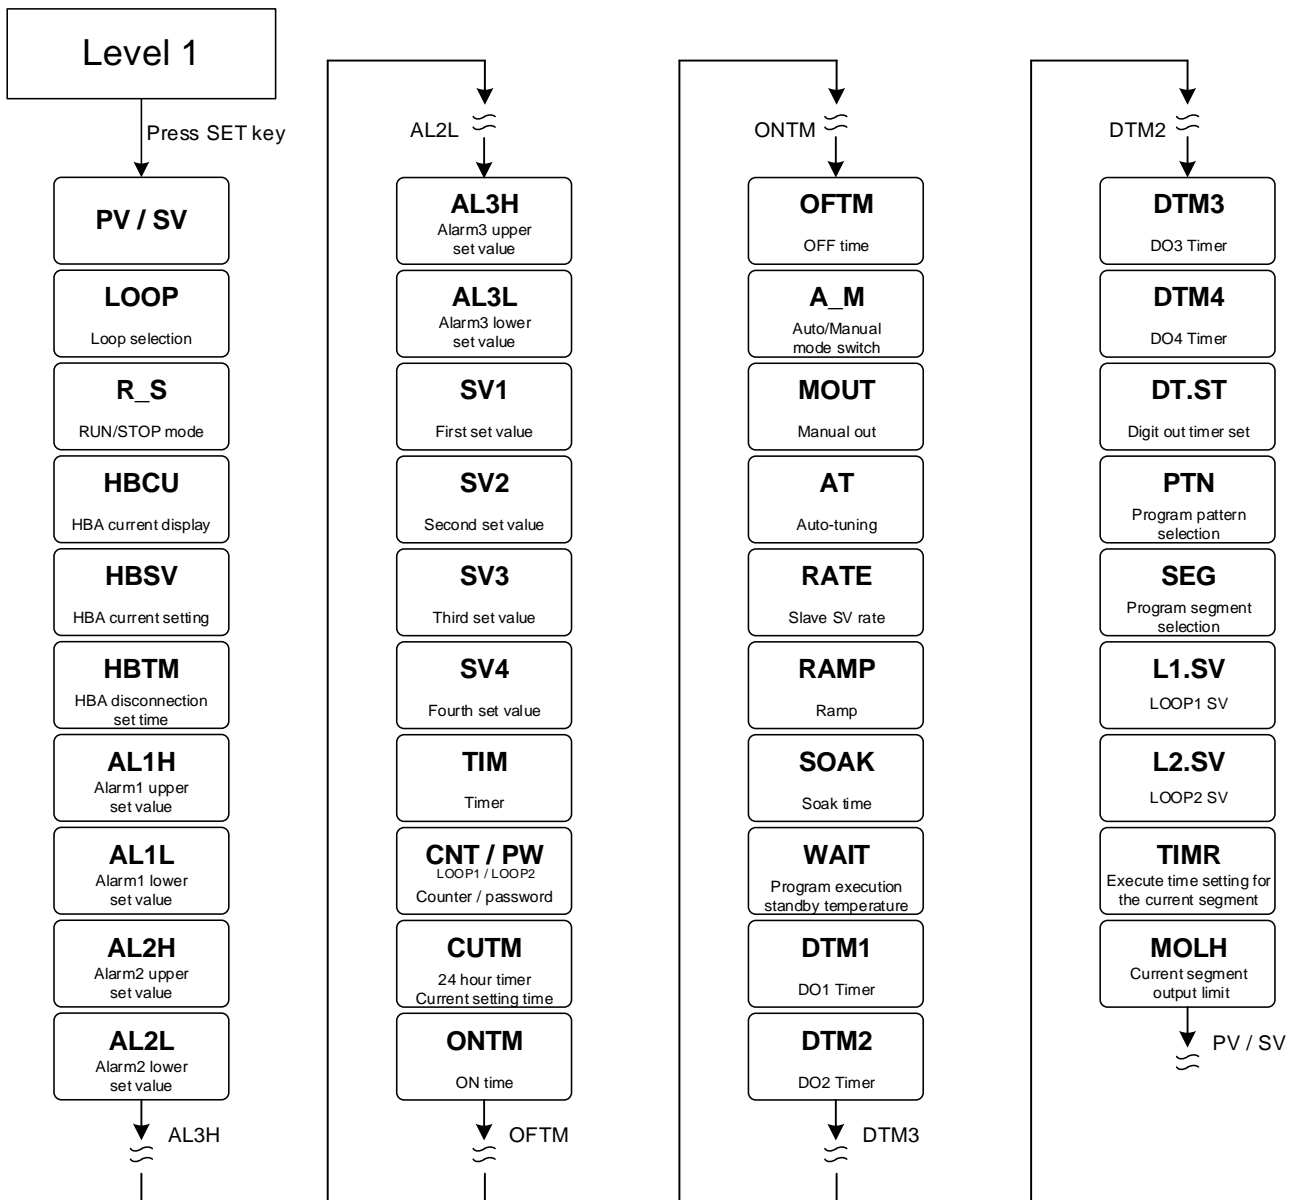 Level 1
Press SET key
PV / SV
LOOP
Loop selection
R_S
RUN/STOP mode
HBCU
HBA current display
HBSV
HBA current setting
HBTM
HBA disconnection
set time
AL1H
Alarm1 upper
set value
AL1L
Alarm1 lower
set value
AL2H
Alarm2 upper
set value
AL2L
Alarm2 lower
set value
AL3H
AL2L
AL3H
Alarm3 upper
set value
AL3L
Alarm3 lower
set value
SV1
First set value
SV2
Second set value
SV3
Third set value
SV4
Fourth set value
TIM
Timer
CNT / PW
LOOP1 / LOOP2
Counter / password
CUTM
24 hour timer
Current setting time
ONTM
ON time
OFTM
ONTM
OFTM
OFF time
A_M
Auto/Manual
mode switch
MOUT
Manual out
AT
Auto-tuning
RATE
Slave SV rate
RAMP
Ramp
SOAK
Soak time
WAIT
Program execution
standby temperature
DTM1
DO1 Timer
DTM2
DO2 Timer
DTM3
DTM2
DTM3
DO3 Timer
DTM4
DO4 Timer
DT.ST
Digit out timer set
PTN
Program pattern
selection
SEG
Program segment
selection
L1.SV
LOOP1 SV
L2.SV
LOOP2 SV
TIMR
Execute time setting for
the current segment
MOLH
Current segment
output limit
PV / SV